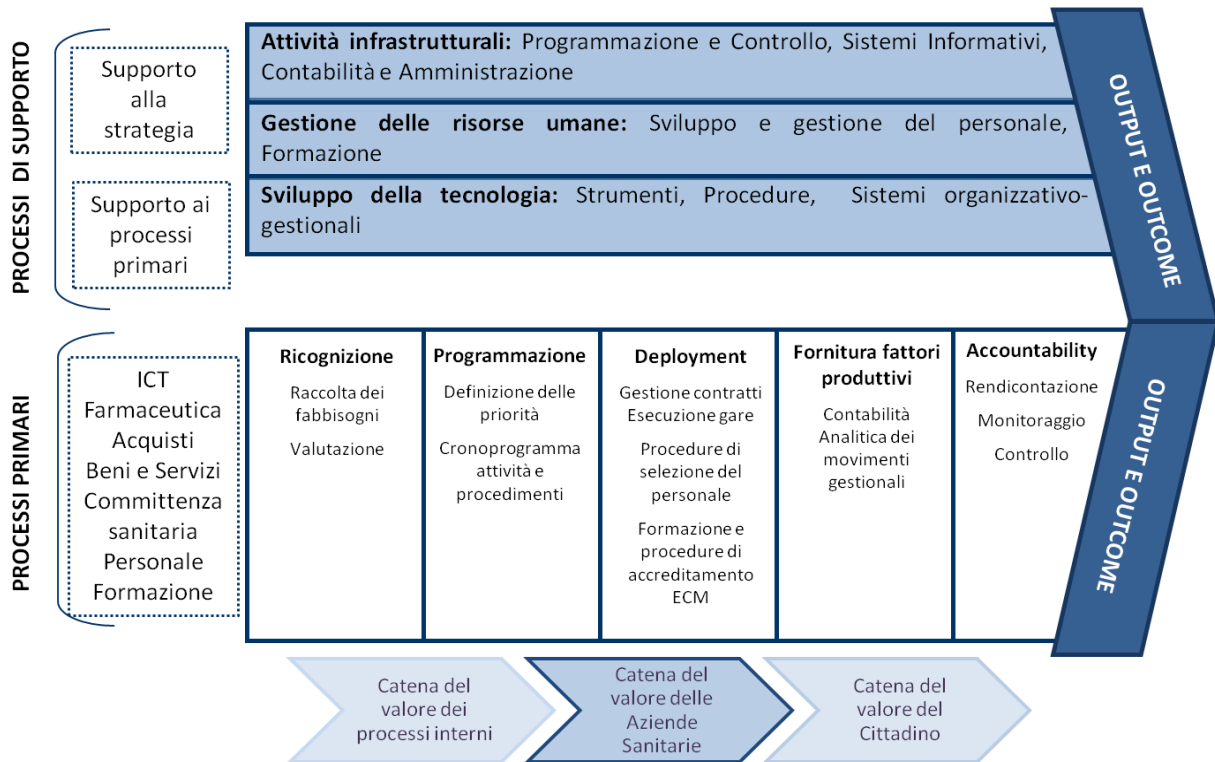 PROCESSI DI SUPPORTO
Supporto
alla
strategia
Supporto ai
processi
primari
Attività infrastrutturali: Programmazione e Controllo, Sistemi Informativi,
Contabilità e Amministrazione
Gestione delle risorse umane: Sviluppo e gestione del personale,
Formazione
Sviluppo della tecnologia: Strumenti, Procedure, Sistemi organizzativo-
gestionali
OUTPUT E OUTCOME
PROCESSI PRIMARI
ICT
Farmaceutica
Acquisti
Beni e Servizi
Committenza
sanitaria
Personale
Formazione
Ricognizione
Raccolta dei
fabbisogni
Valutazione
Programmazione
Definizione delle
priorità
Cronoprogramma
attività e
procedimenti
Deployment
Gestione contratti
Esecuzione gare
Procedure di
selezione del
personale
Formazione e
procedure di
accreditamento
ECM
Fornitura fattori
produttivi
Contabilità
Analitica dei
movimenti
gestionali
Accountability
Rendicontazione
Monitoraggio
Controllo
OUTPUT E OUTCOME
Catena del
valore dei
processi interni
Catena del
valore delle
Aziende
Sanitarie
Catena del
valore del
Cittadino